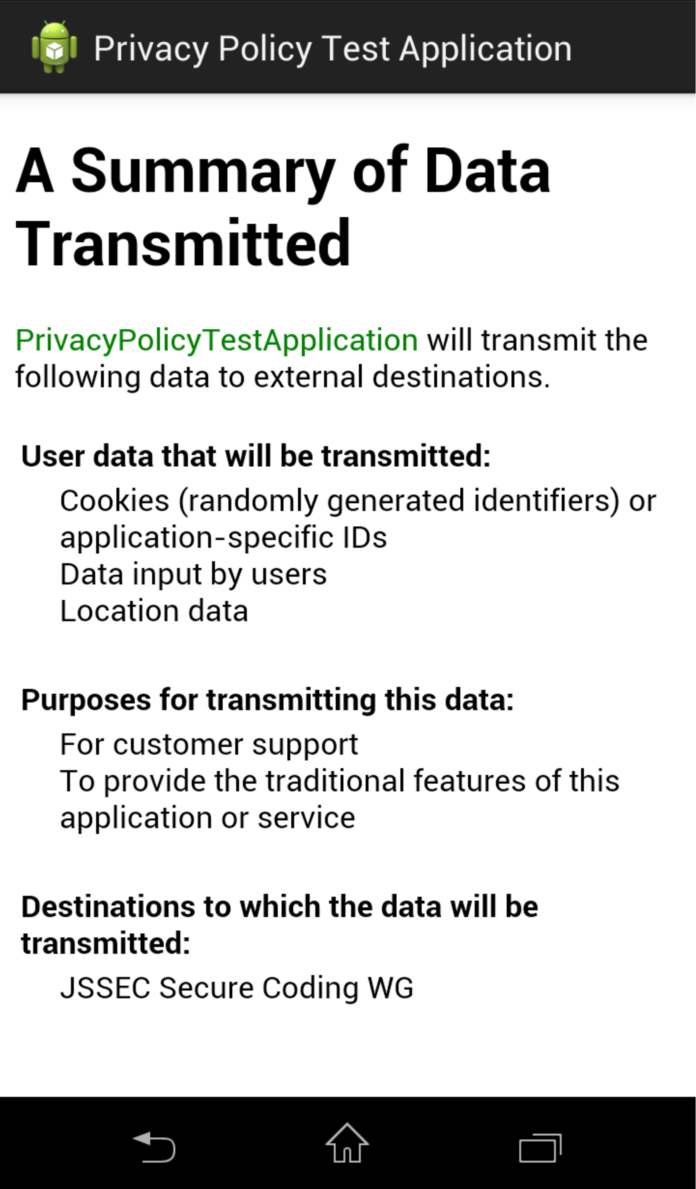 Privacy Policy Test Application
A Summary of Data
Transmitted
PrivacyPolicyTestApplication will transmit the
following data to external destinations.
User data that will be transmitted:
Cookies (randomly generated identifiers) or
application-specific IDs
Data input by users
Location data
Purposes for transmitting this data:
For customer support
To provide the traditional features of this
application or service
Destinations to which the data will be
transmitted:
JSSEC Secure Coding WG